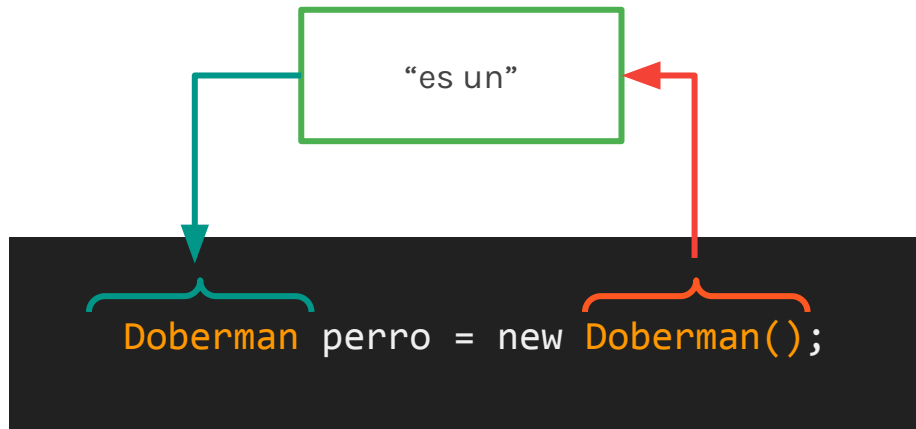 “es un”
Doberman perro = new Doberman();